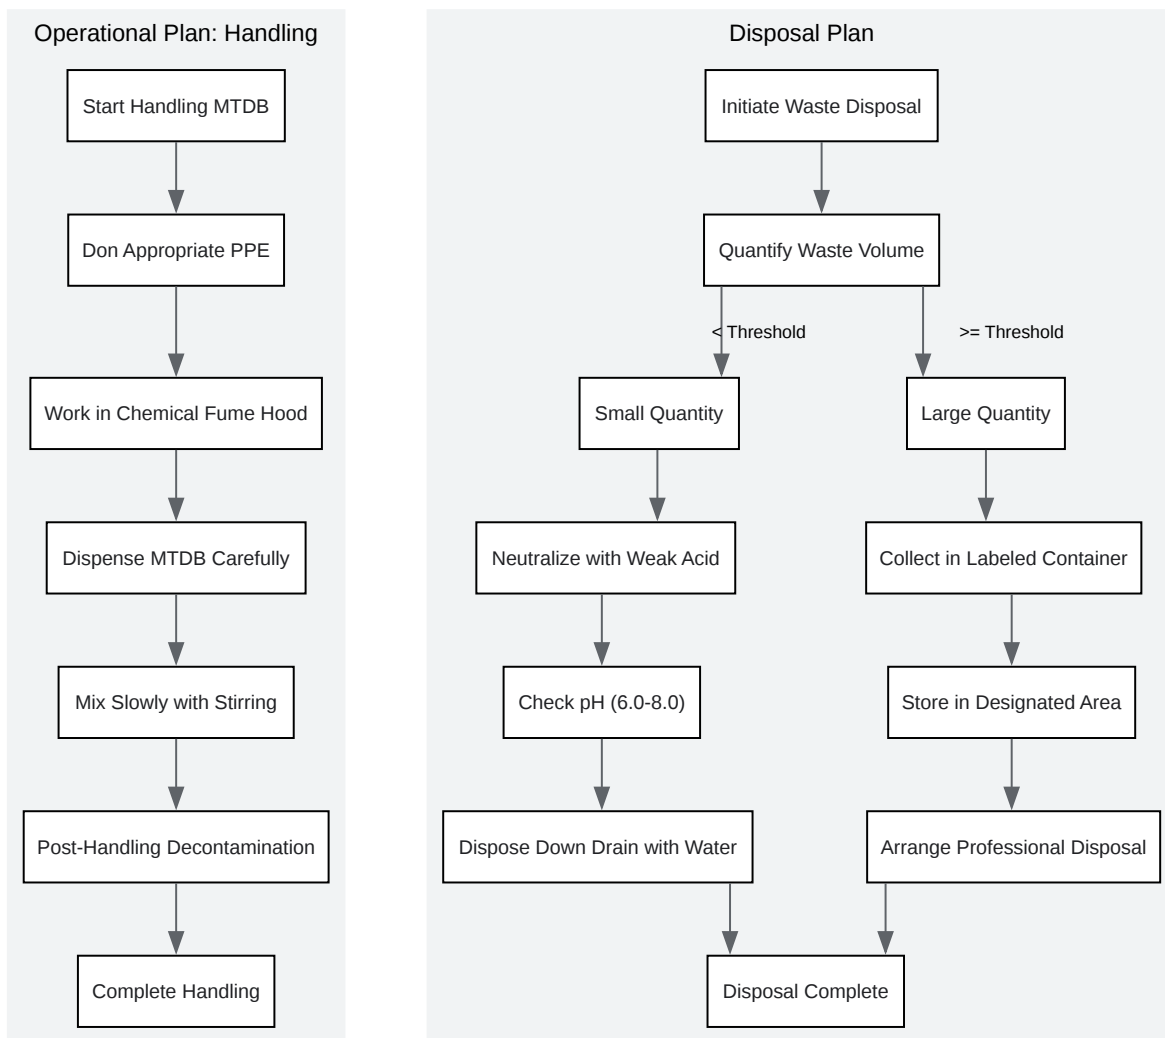 Operational Plan: Handling
Start Handling MTDB
Don Appropriate PPE
Work in Chemical Fume Hood
Dispense MTDB Carefully
Mix Slowly with Stirring
Post-Handling Decontamination
Complete Handling
Disposal Plan
Initiate Waste Disposal
Quantify Waste Volume
< Threshold
>= Threshold
Small Quantity
Large Quantity
Neutralize with Weak Acid
Collect in Labeled Container
Check pH (6.0-8.0)
Store in Designated Area
Dispose Down Drain with Water
Arrange Professional Disposal
Disposal Complete